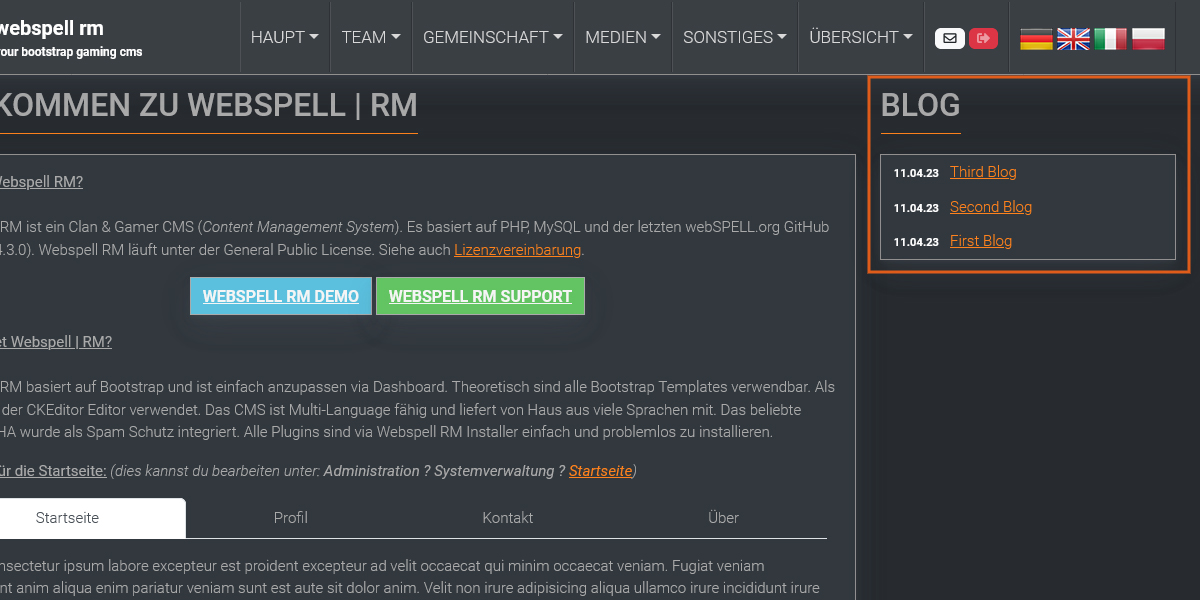 webspell rm
your bootstrap gaming cms
HAUPT
TEAM
GEMEINSCHAFT
MEDIEN
SONSTIGES
ÜBERSICHT
KOMMEN ZU WEBSPELL | RM
Webspell RM?
RM ist ein Clan & Gamer CMS (Content Management System). Es basiert auf PHP, MySQL und der letzten webSPELL.org GitHub
4.3.0). Webspell RM läuft unter der General Public License. Siehe auch Lizenzvereinbarung.
WEBSPELL RM DEMO
WEBSPELL RM SUPPORT
et Webspell | RM?
RM basiert auf Bootstrap und ist einfach anzupassen via Dashboard. Theoretisch sind alle Bootstrap Templates verwendbar. Als
der CKEditor Editor verwendet. Das CMS ist Multi-Language fähig und liefert von Haus aus viele Sprachen mit. Das beliebte
HA wurde als Spam Schutz integriert. Alle Plugins sind via Webspell RM Installer einfach und problemlos zu installieren.
für die Startseite: (dies kannst du bearbeiten unter: Administration ? Systemverwaltung ? Startseite)
Startseite
Profil
Kontakt
Über
nsectetur ipsum labore excepteur est proident excepteur ad velit occaecat qui minim occaecat veniam. Fugiat veniam
nt anim aliqua enim pariatur veniam sunt est aute sit dolor anim. Velit non irure adipisicing aliqua ullamco irure incididunt irure
BLOG
11.04.23 Third Blog
11.04.23 Second Blog
11.04.23 First Blog